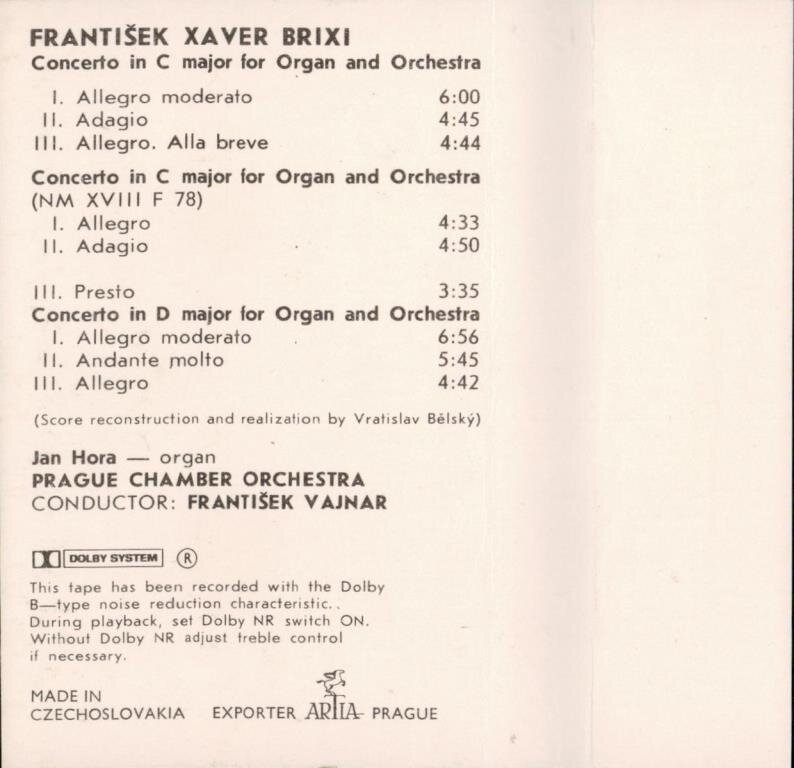 FRANTIŠEK XAVER BRIXI
Concerto in C major for Organ and Orchestra
I. Allegro moderato 6:00
II. Adagio 4:45
III. Allegro. Alla breve 4:44
Concerto in C major for Organ and Orchestra
(NM XVIII F 78)
I. Allegro 4:33
II. Adagio 4:50
III. Presto 3:35
Concerto in D major for Organ and Orchestra
I. Allegro moderato 6:56
II. Andante molto 5:45
III. Allegro 4:42
(Score reconstruction and realization by Vratislav Bělský)
Jan Hora — organ
PRAGUE CHAMBER ORCHESTRA
CONDUCTOR: FRANTIŠEK VAJNAR
DOLBY SYSTEM ®
This tape has been recorded with the Dolby
B—type noise reduction characteristic..
During playback, set Dolby NR switch ON.
Without Dolby NR adjust treble control
if necessary.
MADE IN
CZECHOSLOVAKIA EXPORTER ARTIA PRAGUE